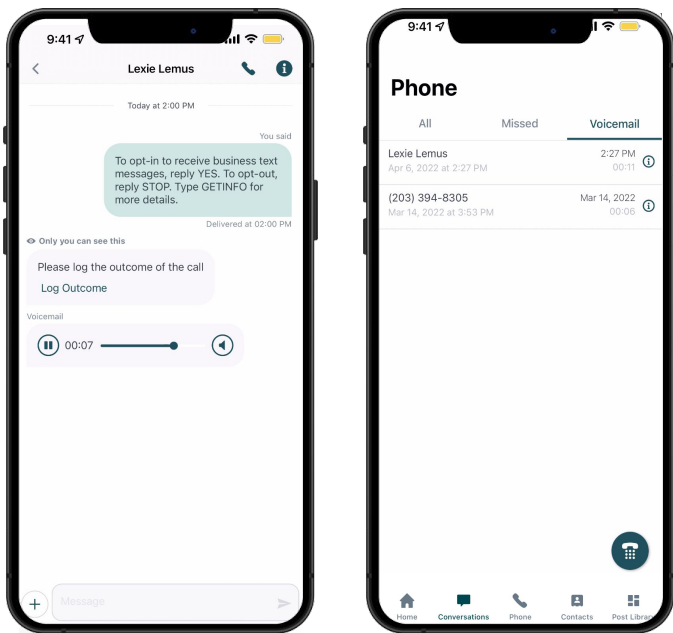 9:41
Lexie Lemus
Today at 2:00 PM
You said
To opt-in to receive business text
messages, reply YES. To opt-out,
reply STOP. Type GETINFO for
more details.
Delivered at 02:00 PM
Only you can see this
Please log the outcome of the call
Log Outcome
Voicemail
00:07
Message
9:41
Phone
All Missed Voicemail
Lexie Lemus 2:27 PM
Apr 6, 2022 at 2:27 PM 00:11
(203) 394-8305 Mar 14, 2022
Mar 14, 2022 at 3:53 PM 00:06
Home Conversations Phone Contacts Post Library